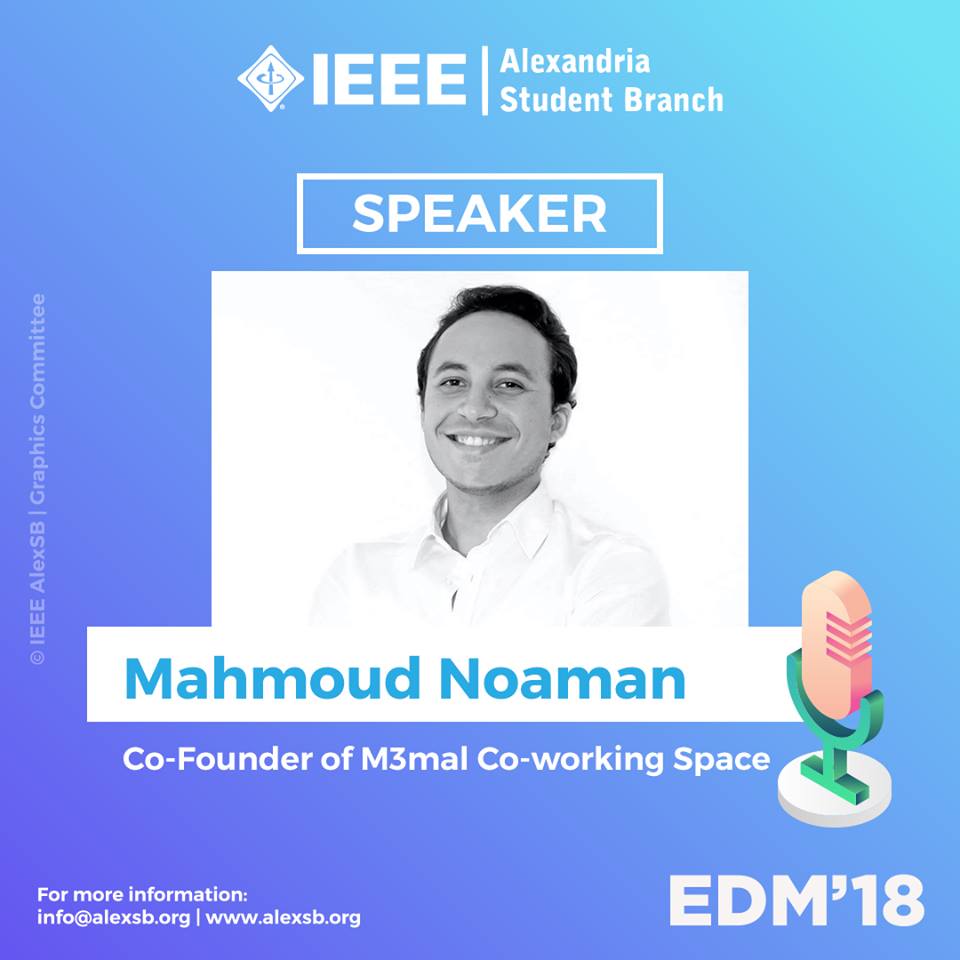 IEEE
Alexandria
Student Branch
SPEAKER
© IEEE AlexSB | Graphics Committee
Mahmoud Noaman
Co-Founder of M3mal Co-working Space
For more information:
info@alexsb.org | www.alexsb.org
EDM'18